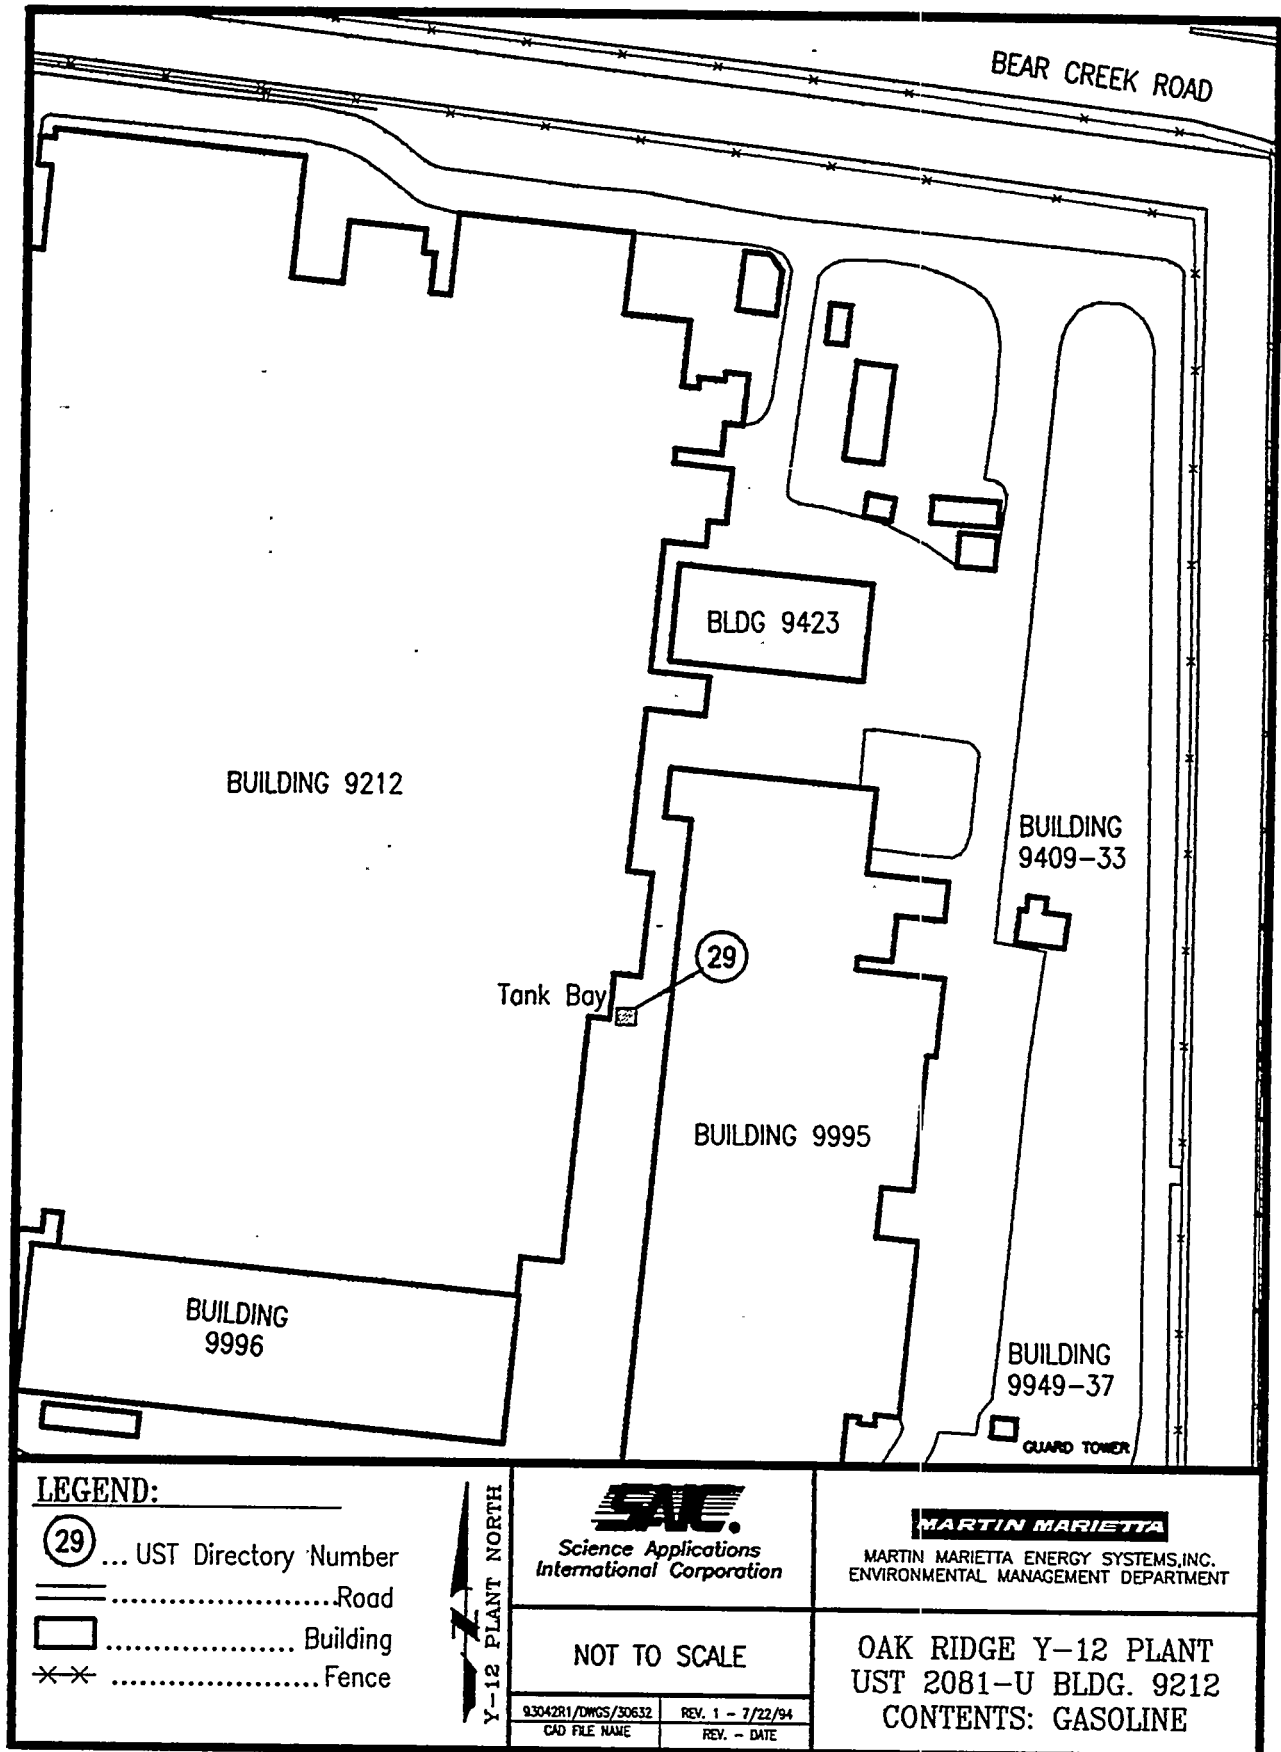 BEAR CREEK ROAD
BLDG 9423
BUILDING 9212
BUILDING
9409-33
29
Tank Bay
BUILDING 9995
BUILDING
9996
BUILDING
9949-37
GUARD TOWER
LEGEND:
29 ... UST Directory Number
.......................Road
................... Building
.....................Fence
Y-12 PLANT NORTH
SAIC.
Science Applications
International Corporation
NOT TO SCALE
93042R1/DWGS/30632
CAD FILE NAME
REV. 1 - 7/22/94
REV. - DATE
MARTIN MARIETTA
MARTIN MARIETTA ENERGY SYSTEMS,INC.
ENVIRONMENTAL MANAGEMENT DEPARTMENT
OAK RIDGE Y-12 PLANT
UST 2081-U BLDG. 9212
CONTENTS: GASOLINE